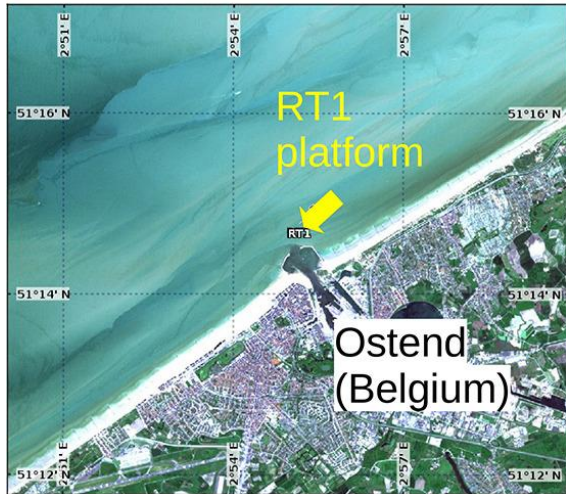 2°51' E
2°54' E
2°57' E
51°16' N
51°16' N
RT1
platform
RT1
51°14' N
51°14' N
Ostend
(Belgium)
51°12' N
2°51' E
2°54' E
2°57' E
51°12' N